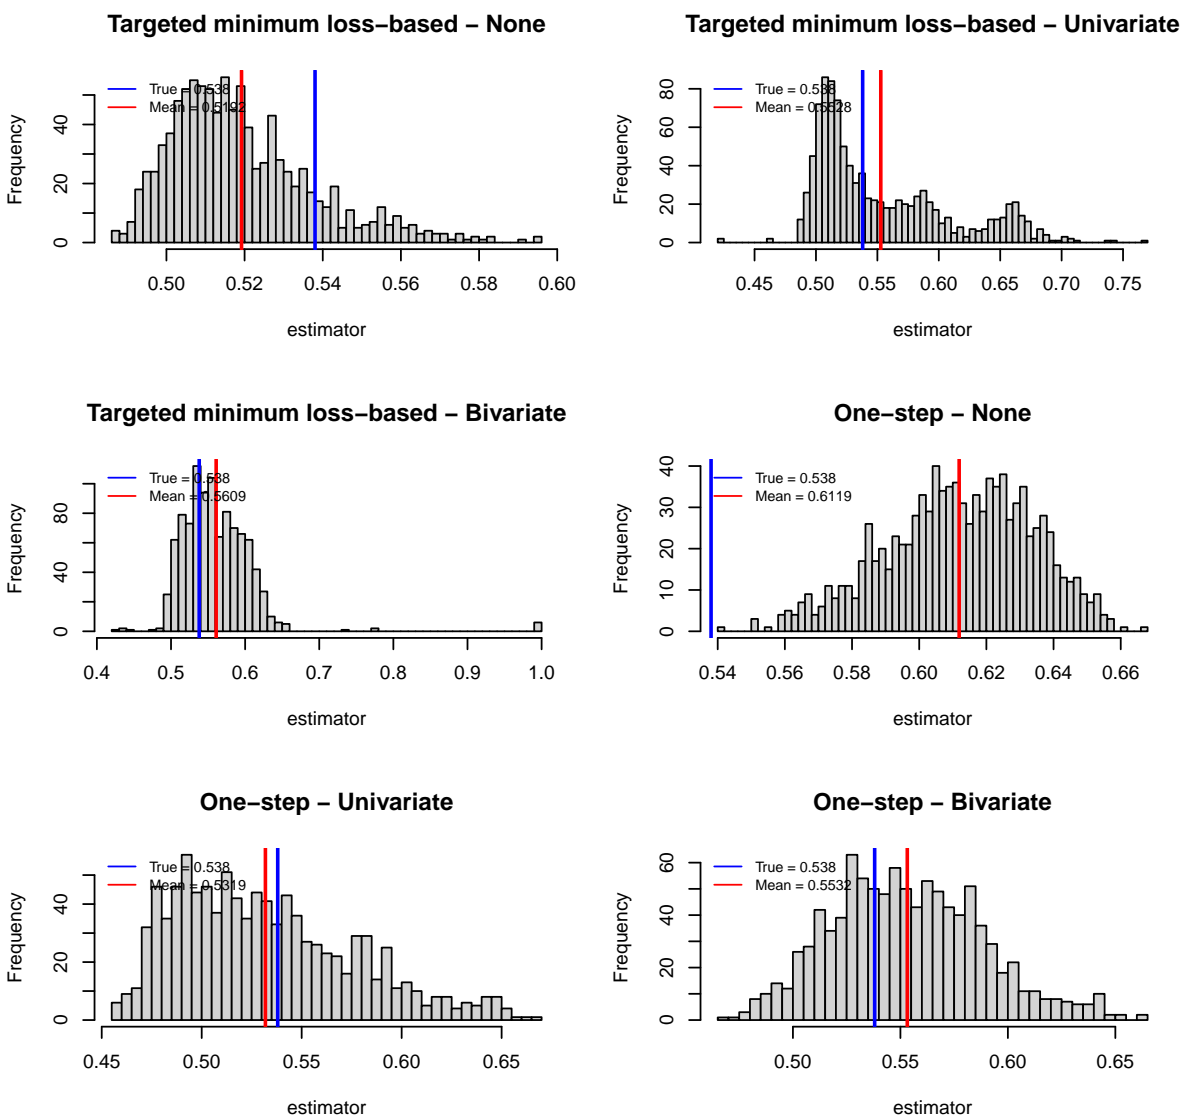 Targeted minimum loss−based − None
True = 0.538
Mean = 0.5192
Frequency
0 20 40
0.50 0.52 0.54 0.56 0.58 0.60
estimator
Targeted minimum loss−based − Univariate
True = 0.538
Mean = 0.5528
Frequency
0 20 40 60 80
0.45 0.50 0.55 0.60 0.65 0.70 0.75
estimator
Targeted minimum loss−based − Bivariate
True = 0.538
Mean = 0.5609
Frequency
0 40 80
0.4 0.5 0.6 0.7 0.8 0.9 1.0
estimator
One−step − None
True = 0.538
Mean = 0.6119
Frequency
0 10 20 30 40
0.54 0.56 0.58 0.60 0.62 0.64 0.66
estimator
One−step − Univariate
True = 0.538
Mean = 0.5319
Frequency
0 20 40
0.45 0.50 0.55 0.60 0.65
estimator
One−step − Bivariate
True = 0.538
Mean = 0.5532
Frequency
0 20 40 60
0.50 0.55 0.60 0.65
estimator